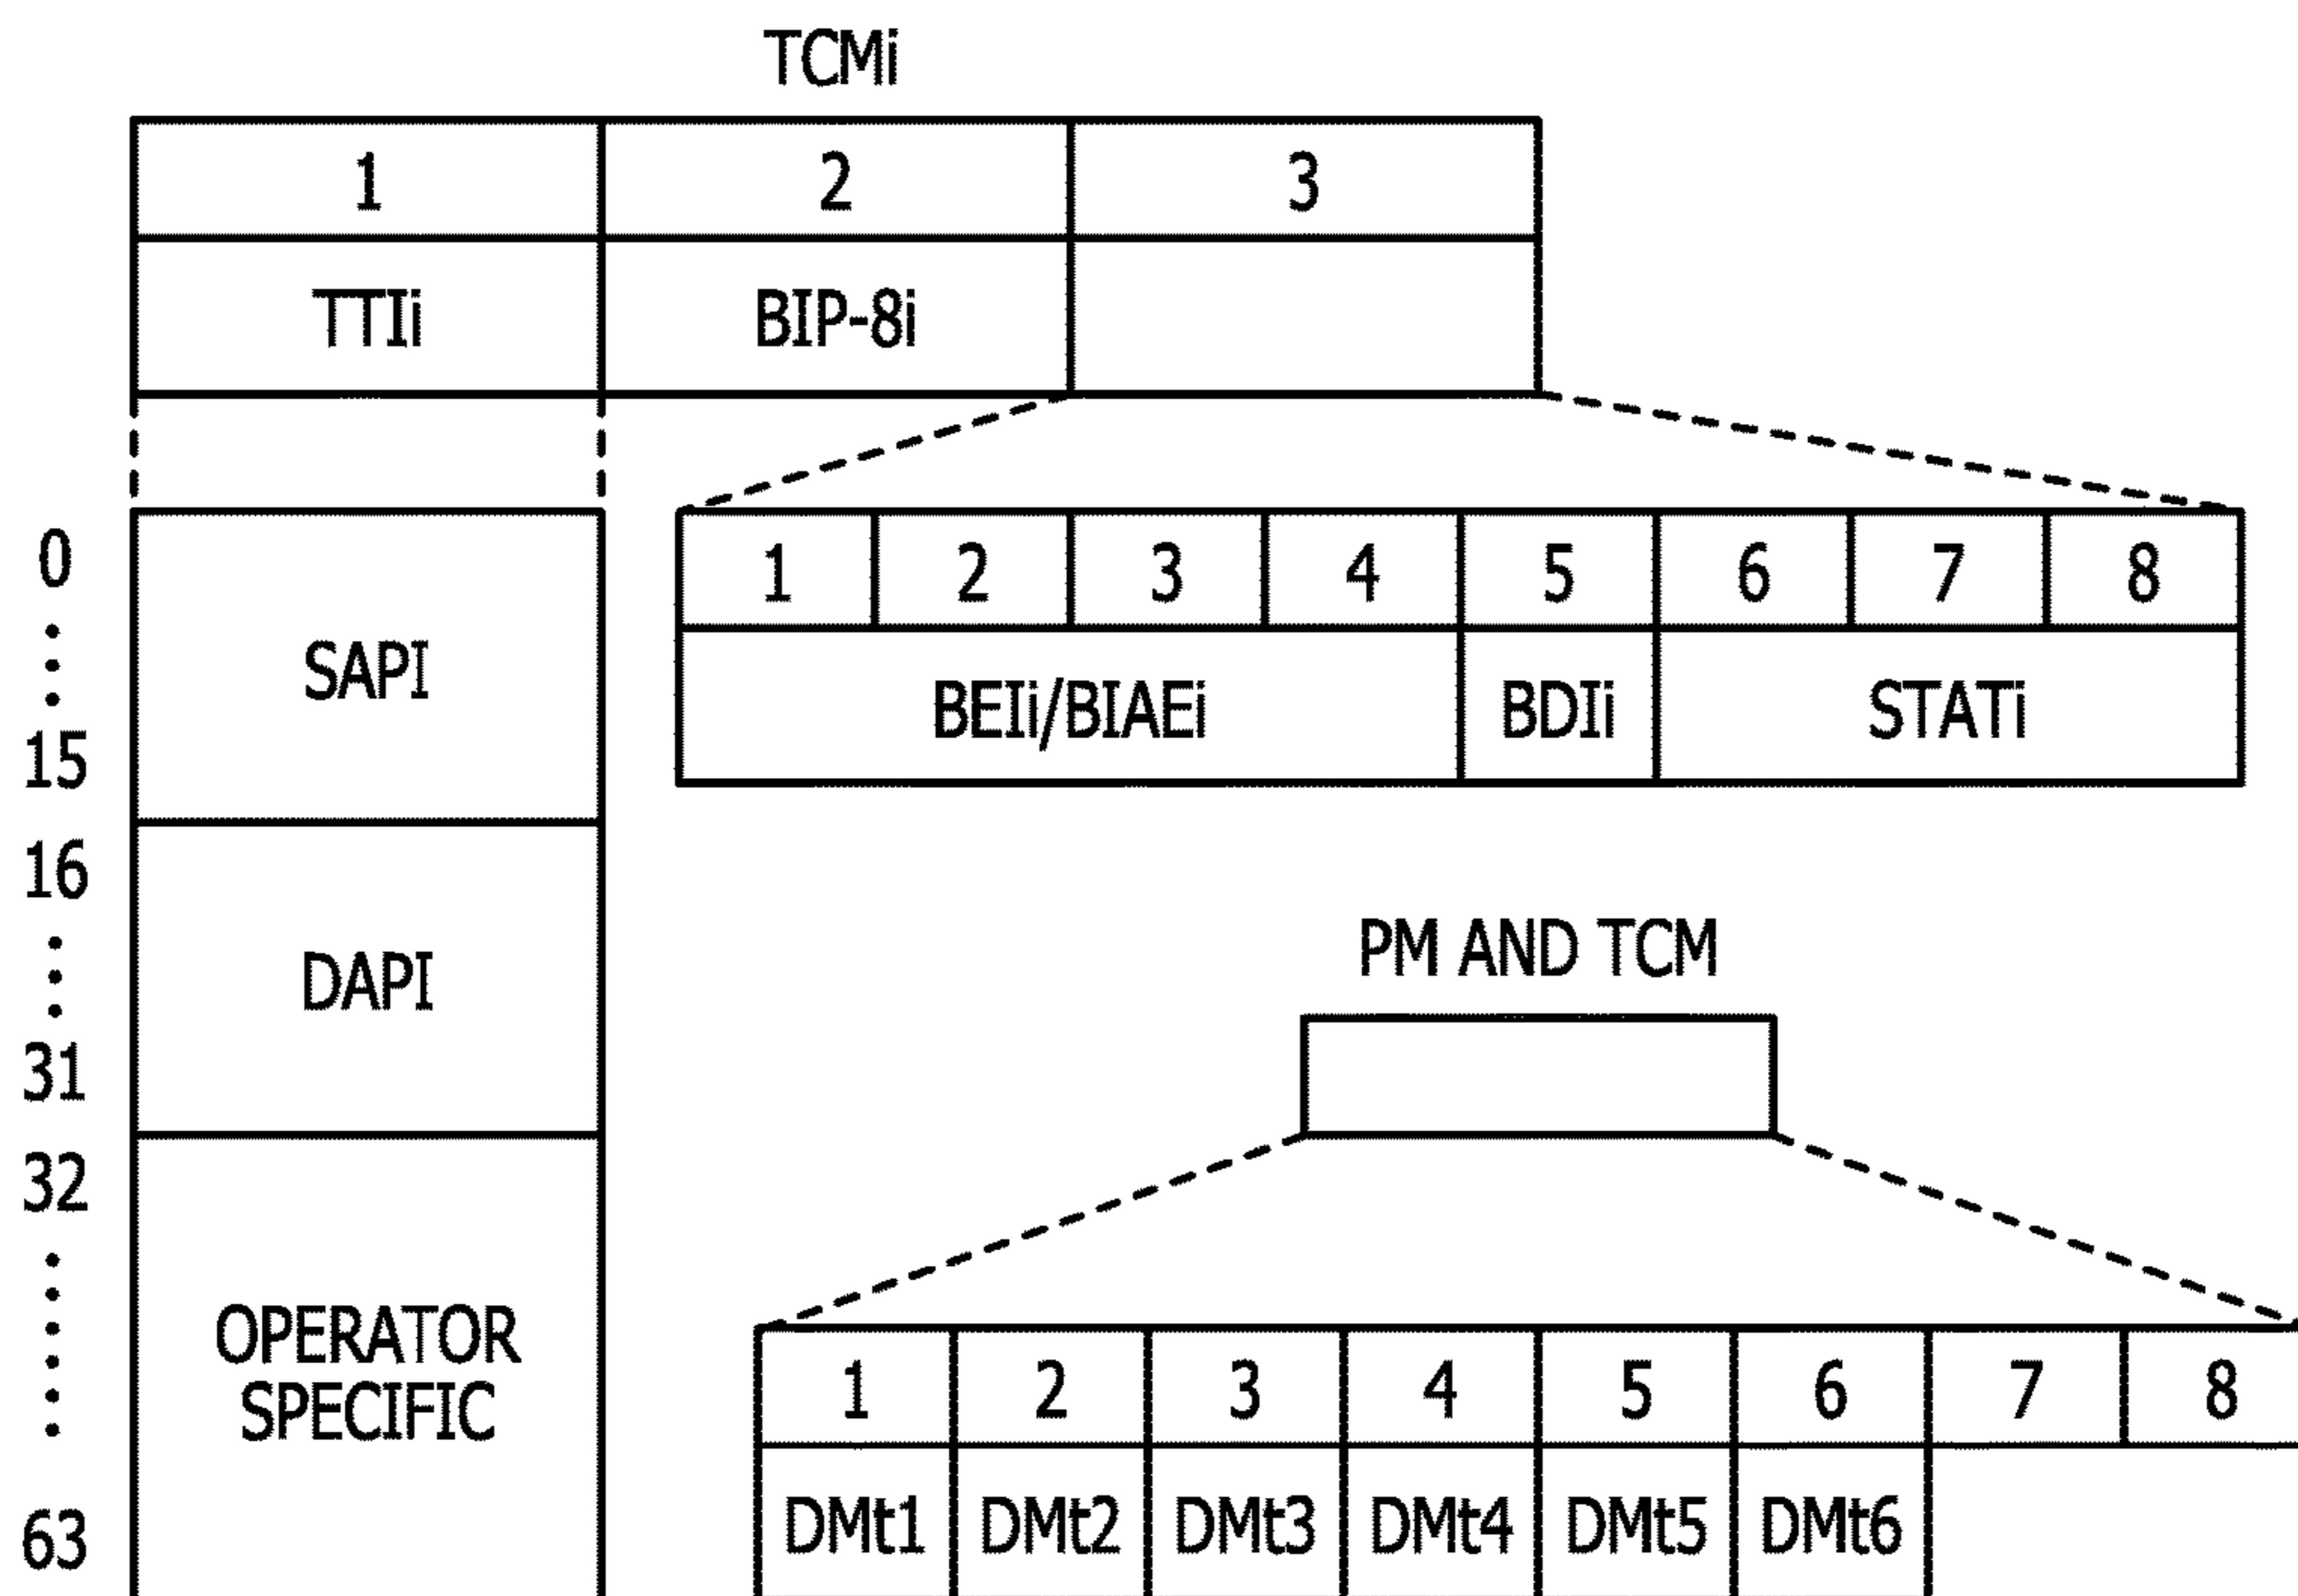 TCMi
1 2 3
TTIi BIP-8i
0
15
SAPI
16
31
DAPI
32
63
OPERATOR
SPECIFIC
1 2 3 4 5 6 7 8
BEIi/BIAEi BDIi STATi
PM AND TCM
1 2 3 4 5 6 7 8
DMt1 DMt2 DMt3 DMt4 DMt5 DMt6